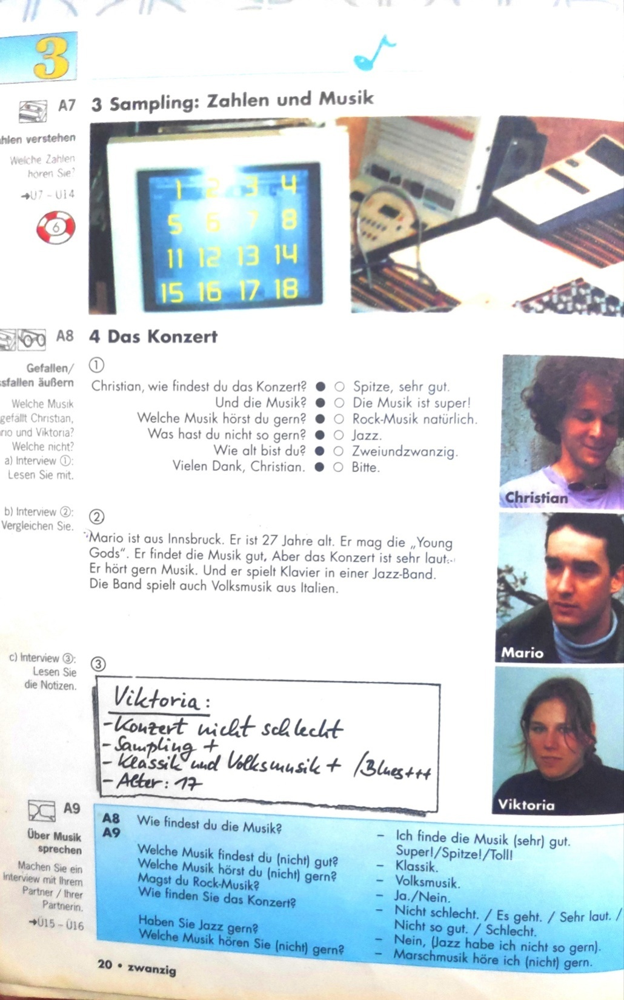 3
A7
3 Sampling: Zahlen und Musik
hlen verstehen
Welche Zahlen
hören Sie?
→Ü7 – Ü14
6
1 2 3 4
5 6 7 8
11 12 13 14
15 16 17 18
A8
4 Das Konzert
Gefallen/
ssfallen äußern
Welche Musik
gefällt Christian,
rio und Viktoria?
Welche nicht?
a) Interview ①:
Lesen Sie mit.
①
Christian, wie findest du das Konzert? ● ○ Spitze, sehr gut.
Und die Musik? ● ○ Die Musik ist super!
Welche Musik hörst du gern? ● ○ Rock-Musik natürlich.
Was hast du nicht so gern? ● ○ Jazz.
Wie alt bist du? ● ○ Zweiundzwanzig.
Vielen Dank, Christian. ● ○ Bitte.
Christian
b) Interview ②:
Vergleichen Sie.
②
Mario ist aus Innsbruck. Er ist 27 Jahre alt. Er mag die „Young
Gods“. Er findet die Musik gut, Aber das Konzert ist sehr laut.
Er hört gern Musik. Und er spielt Klavier in einer Jazz-Band.
Die Band spielt auch Volksmusik aus Italien.
Mario
c) Interview ③:
Lesen Sie
die Notizen.
③
Viktoria:
- Konzert nicht schlecht
- Sampling +
- Klassik und Volksmusik + /Blues+++
- Alter: 17
Viktoria
A9
Über Musik
sprechen
Machen Sie ein
Interview mit Ihrem
Partner / Ihrer
Partnerin.
→Ü15 – Ü16
A8 Wie findest du die Musik? – Ich finde die Musik (sehr) gut.
A9 Super!/Spitze!/Toll!
Welche Musik findest du (nicht) gut? – Klassik.
Welche Musik hörst du (nicht) gern? – Volksmusik.
Magst du Rock-Musik? – Ja./Nein.
Wie finden Sie das Konzert? – Nicht schlecht. / Es geht. / Sehr laut. /
Nicht so gut. / Schlecht.
Haben Sie Jazz gern? – Nein, (Jazz habe ich nicht so gern).
Welche Musik hören Sie (nicht) gern? – Marschmusik höre ich (nicht) gern.
20 • zwanzig